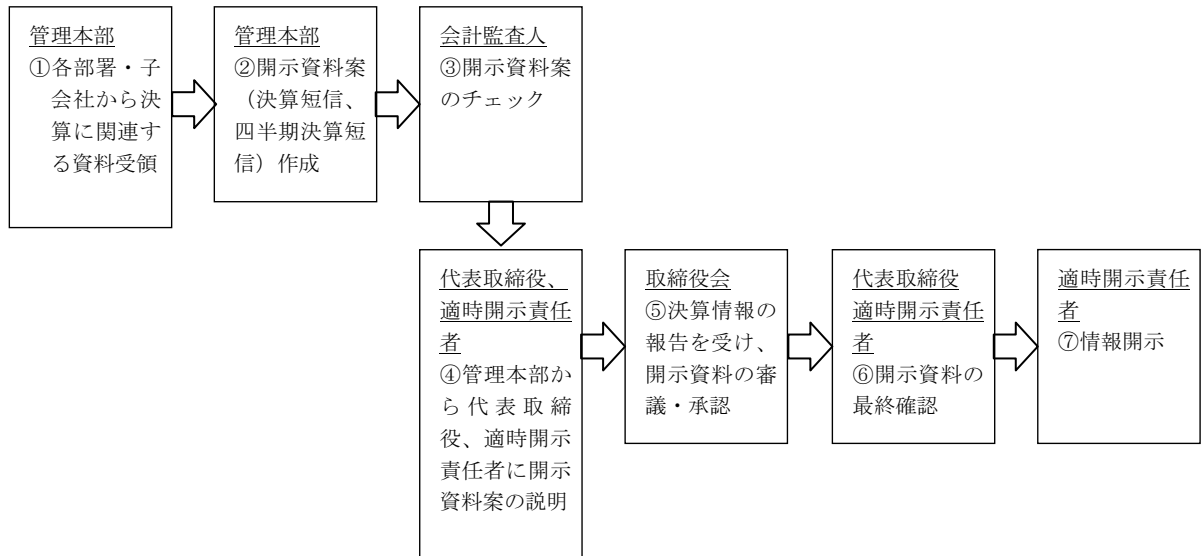 管理本部
①各部署・子
会社から決
算に関連す
る資料受領
管理本部
②開示資料案
（決算短信、
四半期決算短
信）作成
会計監査人
③開示資料案
のチェック
代表取締役、
適時開示責任
者
④管理本部か
ら代表取締
役、適時開示
責任者に開示
資料案の説明
取締役会
⑤決算情報の
報告を受け、
開示資料の審
議・承認
代表取締役
適時開示責任
者
⑥開示資料の
最終確認
適時開示責任
者
⑦情報開示